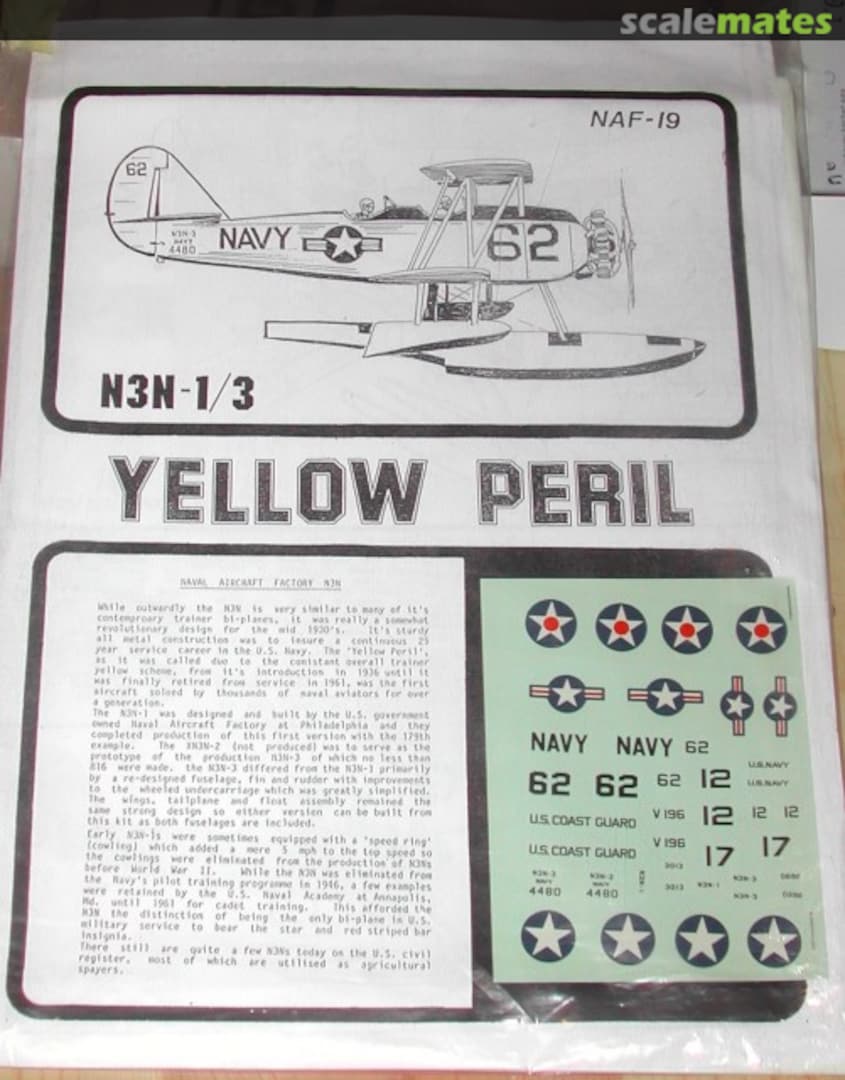 scalemates
NAF-19
62
NAVY
62
N3N-3
NAVY
4480
N3N-1/3
YELLOW PERIL
NAVAL AIRCRAFT FACTORY N3N
While outwardly the N3N is very similar to many of it's
contemproary trainer bi-planes, it was really a somewhat
revolutionary design for the mid 1930's. It's sturdy
all metal construction was to insure a continuous 25
year service career in the U.S. Navy. The 'Yellow Peril',
as it was called due to the constant overall trainer
yellow scheme, from it's introduction in 1936 until it
was finally retired from service in 1961, was the first
aircraft soloed by thousands of naval aviators for over
a generation.
The N3N-1 was designed and built by the U.S. government
owned Naval Aircraft Factory at Philadelphia and they
completed production of this first version with the 179th
example. The XN3N-2 (not produced) was to serve as the
prototype of the production N3N-3 of which no less than
816 were made. the N3N-3 differed from the N3N-1 primarily
by a re-designed fuselage, fin and rudder with improvements
to the wheeled undercarriage which was greatly simplified.
The wings, tailplane and float assembly remained the
same strong design so either version can be built from
this kit as both fuselages are included.
Early N3N-1s were sometimes equipped with a 'speed ring'
(cowling) which added a mere 5 mph to the top speed so
the cowlings were eliminated from the production of N3Ns
before World War II. While the N3N was eliminated from
the Navy's pilot training programme in 1946, a few examples
were retained by the U.S. Naval Academy at Annapolis,
Md. until 1961 for cadet training. This afforded the
N3N the distinction of being the only bi-plane in U.S.
military service to bear the star and red striped bar
insignia.
There still are quite a few N3Ns today on the U.S. civil
register, most of which are utilised as agricultural
spayers.
NAVY NAVY 62
U.S. NAVY
62 62 62 12 U.S. NAVY
U.S. COAST GUARD V 196 12 12 12
U.S. COAST GUARD V 196 17 17
N3N-3 NAVY 4480
N3N-3 NAVY 4480
N3N-1
N3N-3
N3N-3